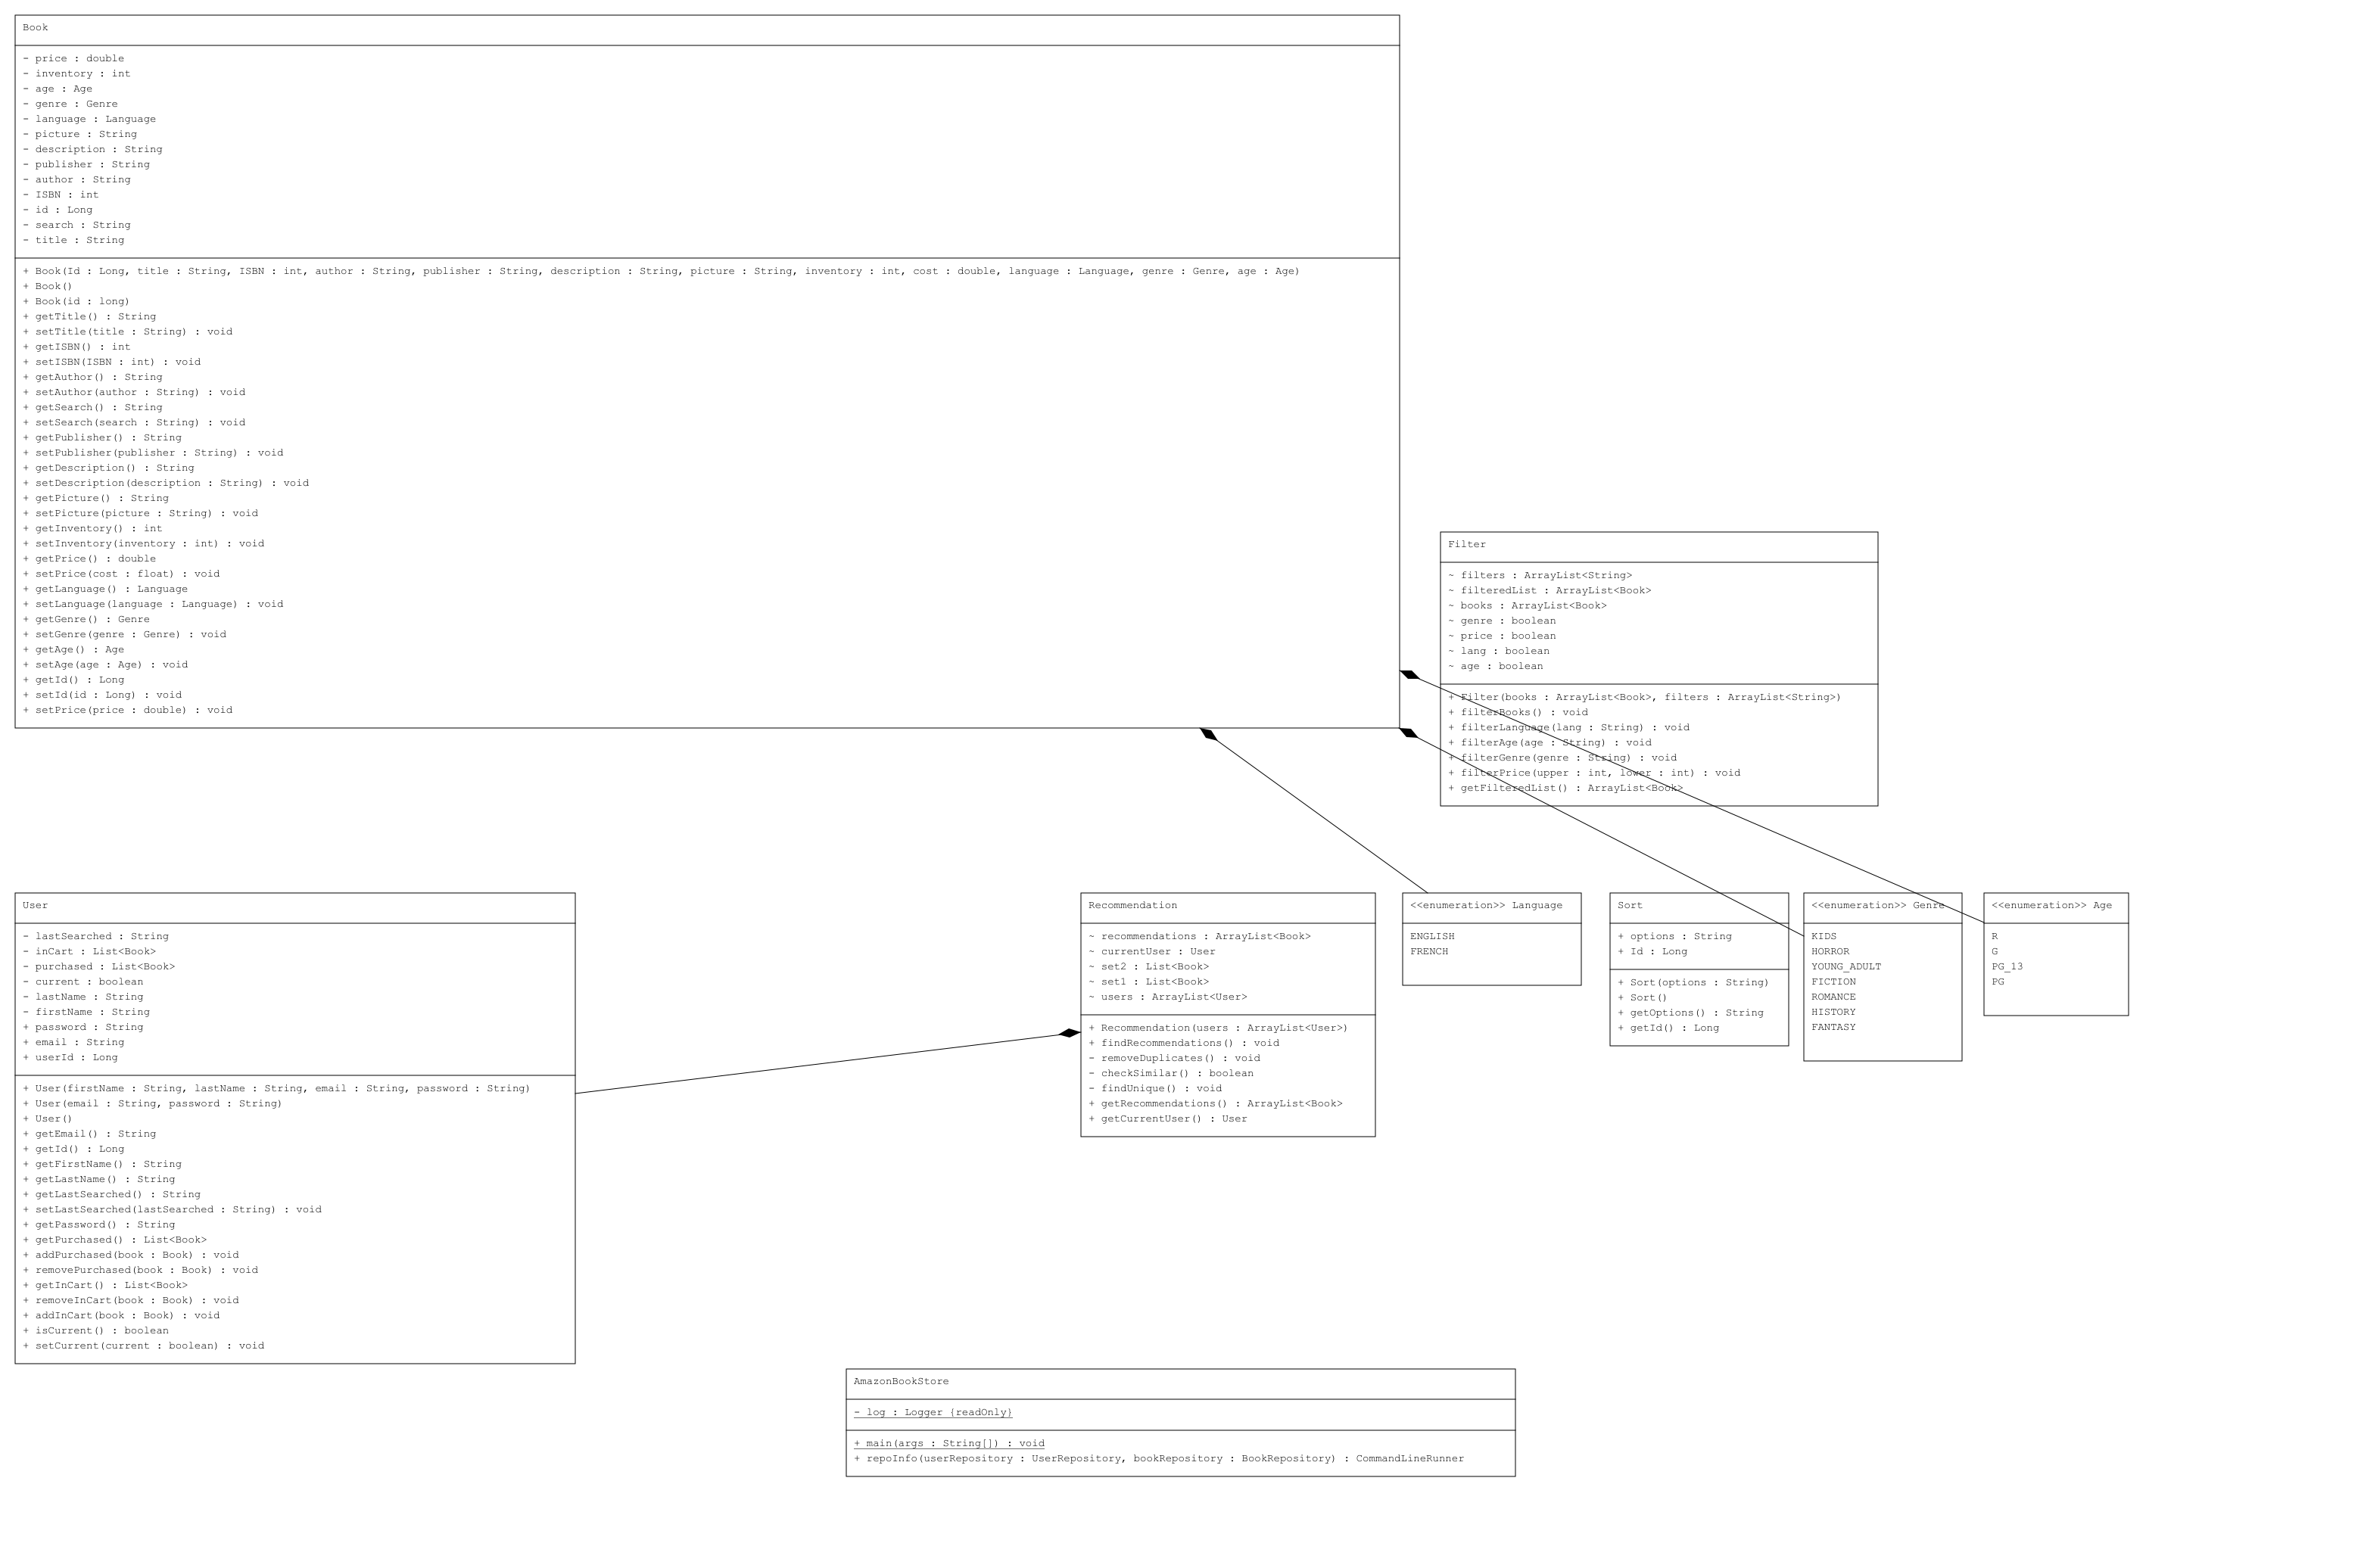 Book
- price : double
- inventory : int
- age : Age
- genre : Genre
- language : Language
- picture : String
- description : String
- publisher : String
- author : String
- ISBN : int
- id : Long
- search : String
- title : String
+ Book(Id : Long, title : String, ISBN : int, author : String, publisher : String, description : String, picture : String, inventory : int, cost : double, language : Language, genre : Genre, age : Age)
+ Book()
+ Book(id : long)
+ getTitle() : String
+ setTitle(title : String) : void
+ getISBN() : int
+ setISBN(ISBN : int) : void
+ getAuthor() : String
+ setAuthor(author : String) : void
+ getSearch() : String
+ setSearch(search : String) : void
+ getPublisher() : String
+ setPublisher(publisher : String) : void
+ getDescription() : String
+ setDescription(description : String) : void
+ getPicture() : String
+ setPicture(picture : String) : void
+ getInventory() : int
+ setInventory(inventory : int) : void
+ getPrice() : double
+ setPrice(cost : float) : void
+ getLanguage() : Language
+ setLanguage(language : Language) : void
+ getGenre() : Genre
+ setGenre(genre : Genre) : void
+ getAge() : Age
+ setAge(age : Age) : void
+ getId() : Long
+ setId(id : Long) : void
+ setPrice(price : double) : void
Filter
~ filters : ArrayList<String>
~ filteredList : ArrayList<Book>
~ books : ArrayList<Book>
~ genre : boolean
~ price : boolean
~ lang : boolean
~ age : boolean
+ Filter(books : ArrayList<Book>, filters : ArrayList<String>)
+ filterBooks() : void
+ filterLanguage(lang : String) : void
+ filterAge(age : String) : void
+ filterGenre(genre : String) : void
+ filterPrice(upper : int, lower : int) : void
+ getFilteredList() : ArrayList<Book>
User
- lastSearched : String
- inCart : List<Book>
- purchased : List<Book>
- current : boolean
- lastName : String
- firstName : String
+ password : String
+ email : String
+ userId : Long
+ User(firstName : String, lastName : String, email : String, password : String)
+ User(email : String, password : String)
+ User()
+ getEmail() : String
+ getId() : Long
+ getFirstName() : String
+ getLastName() : String
+ getLastSearched() : String
+ setLastSearched(lastSearched : String) : void
+ getPassword() : String
+ getPurchased() : List<Book>
+ addPurchased(book : Book) : void
+ removePurchased(book : Book) : void
+ getInCart() : List<Book>
+ removeInCart(book : Book) : void
+ addInCart(book : Book) : void
+ isCurrent() : boolean
+ setCurrent(current : boolean) : void
Recommendation
~ recommendations : ArrayList<Book>
~ currentUser : User
~ set2 : List<Book>
~ set1 : List<Book>
~ users : ArrayList<User>
+ Recommendation(users : ArrayList<User>)
+ findRecommendations() : void
- removeDuplicates() : void
- checkSimilar() : boolean
- findUnique() : void
+ getRecommendations() : ArrayList<Book>
+ getCurrentUser() : User
<<enumeration>> Language
ENGLISH
FRENCH
Sort
+ options : String
+ Id : Long
+ Sort(options : String)
+ Sort()
+ getOptions() : String
+ getId() : Long
<<enumeration>> Genre
KIDS
HORROR
YOUNG_ADULT
FICTION
ROMANCE
HISTORY
FANTASY
<<enumeration>> Age
R
G
PG_13
PG
AmazonBookStore
- log : Logger {readOnly}
+ main(args : String[]) : void
+ repoInfo(userRepository : UserRepository, bookRepository : BookRepository) : CommandLineRunner